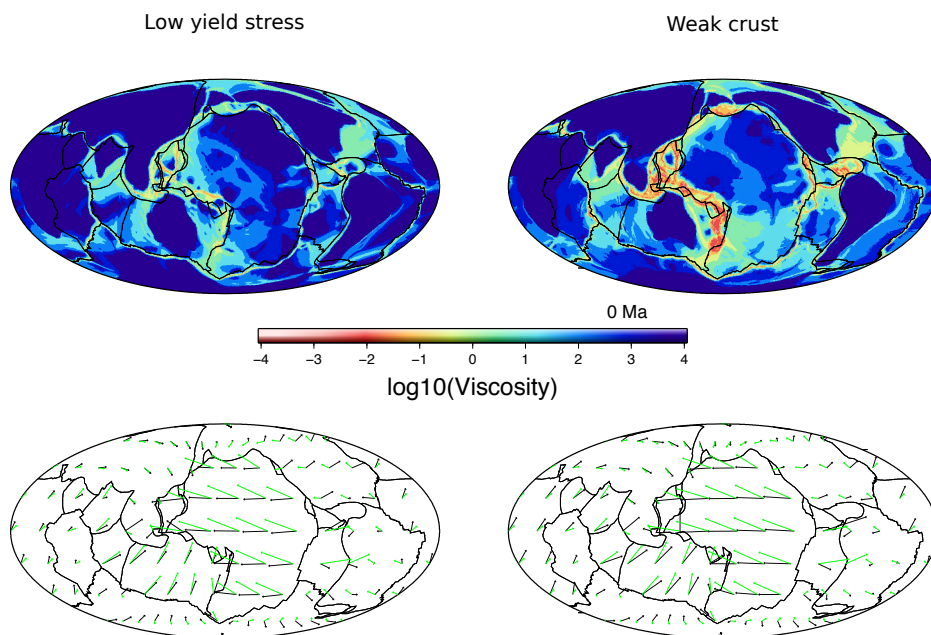 Low yield stress
Weak crust
0 Ma
−4 −3 −2 −1 0 1 2 3 4
log10(Viscosity)